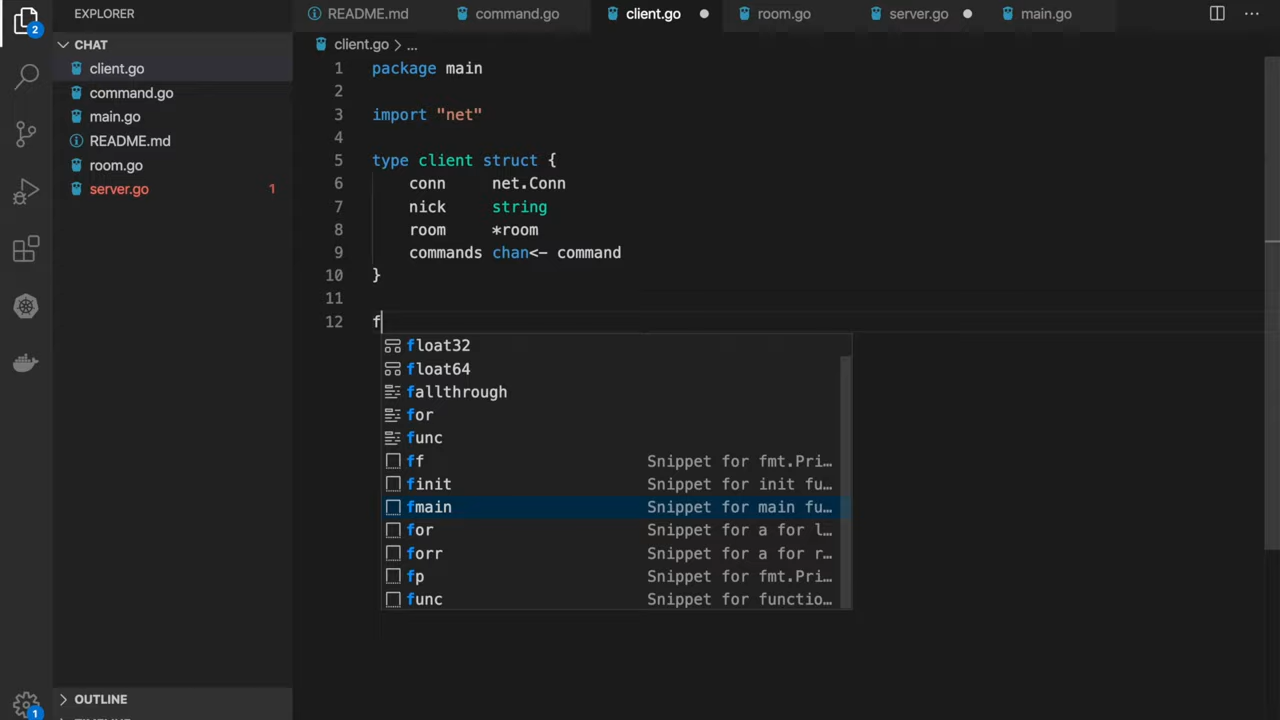 EXPLORER
README.md
command.go
client.go
room.go
server.go
main.go
2
CHAT
client.go
command.go
main.go
README.md
room.go
server.go 1
OUTLINE
1
client.go > ...
1 package main
2
3 import "net"
4
5 type client struct {
6 conn net.Conn
7 nick string
8 room *room
9 commands chan<- command
10 }
11
12 f
float32
float64
fallthrough
for
func
ff Snippet for fmt.Pri…
finit Snippet for init fu…
fmain Snippet for main fu…
for Snippet for a for l…
forr Snippet for a for r…
fp Snippet for fmt.Pri…
func Snippet for functio…